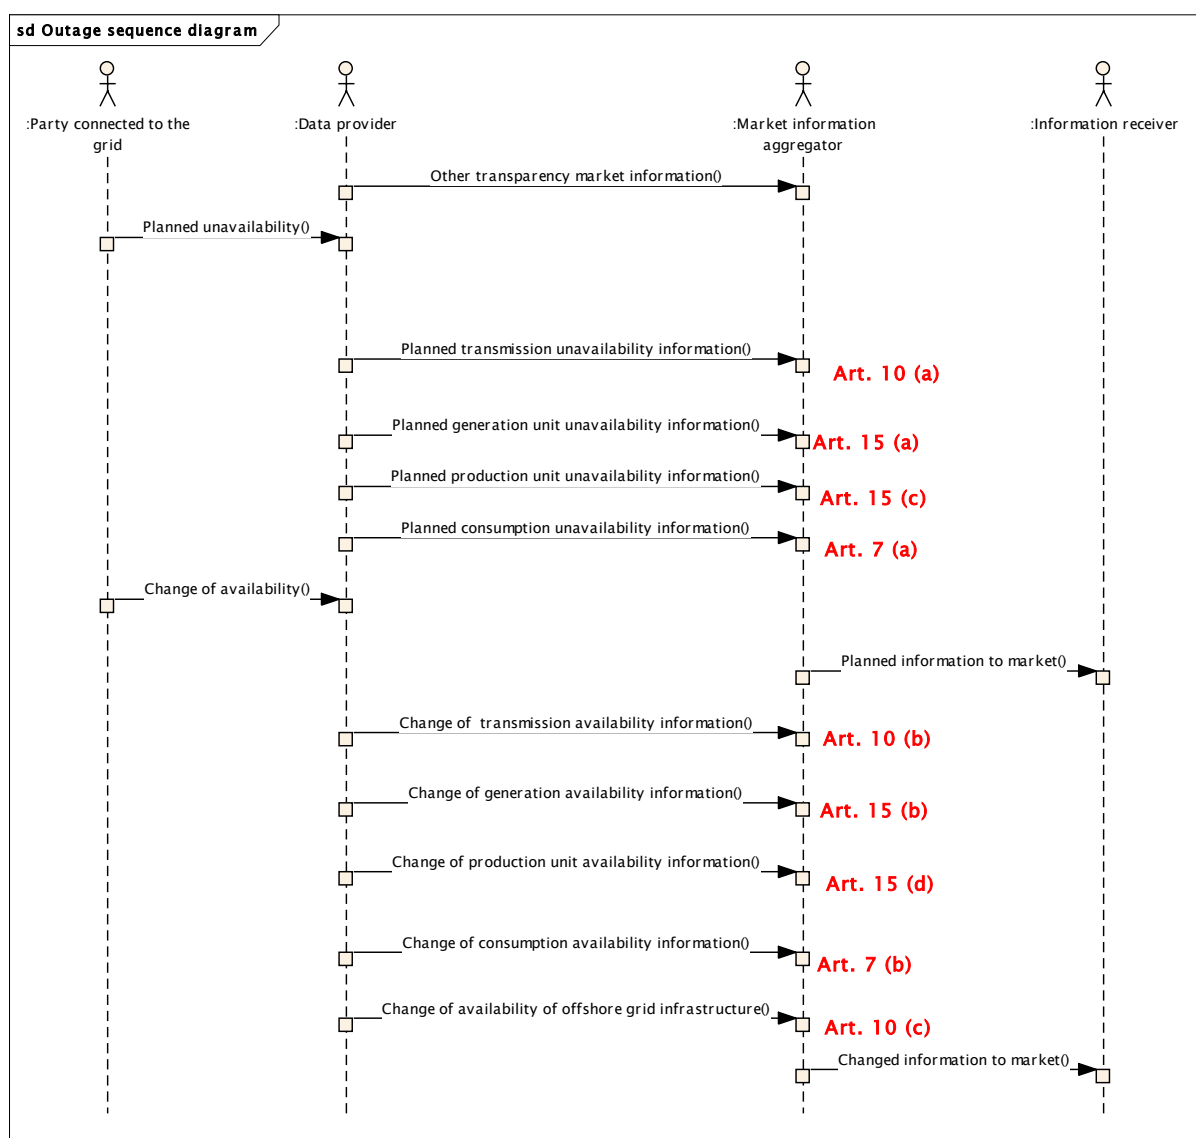 sd Outage sequence diagram
:Party connected to the
grid
:Data provider
:Market information
aggregator
:Information receiver
Other transparency market information()
Planned unavailability()
Planned transmission unavailability information()
Art. 10 (a)
Planned generation unit unavailability information()
Art. 15 (a)
Planned production unit unavailability information()
Art. 15 (c)
Planned consumption unavailability information()
Art. 7 (a)
Change of availability()
Planned information to market()
Change of  transmission availability information()
Art. 10 (b)
Change of generation availability information()
Art. 15 (b)
Change of production unit availability information()
Art. 15 (d)
Change of consumption availability information()
Art. 7 (b)
Change of availability of offshore grid infrastructure()
Art. 10 (c)
Changed information to market()